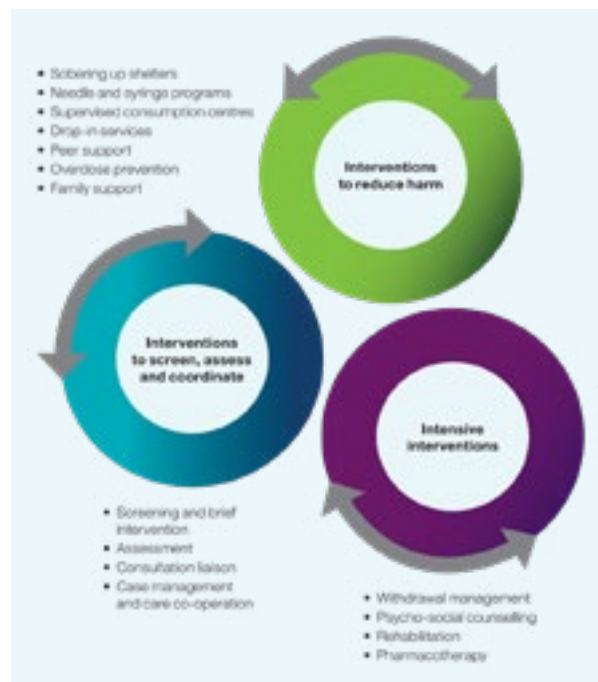 • Sobering up shelters
• Needle and syringe programs
• Supervised consumption centres
• Drop-in services
• Peer support
• Overdose prevention
• Family support
Interventions
to reduce harm
Interventions
to screen, assess
and coordinate
Intensive
interventions
• Screening and brief
intervention
• Assessment
• Consultation liaison
• Case management
and care co-operation
• Withdrawal management
• Psycho-social counselling
• Rehabilitation
• Pharmacotherapy